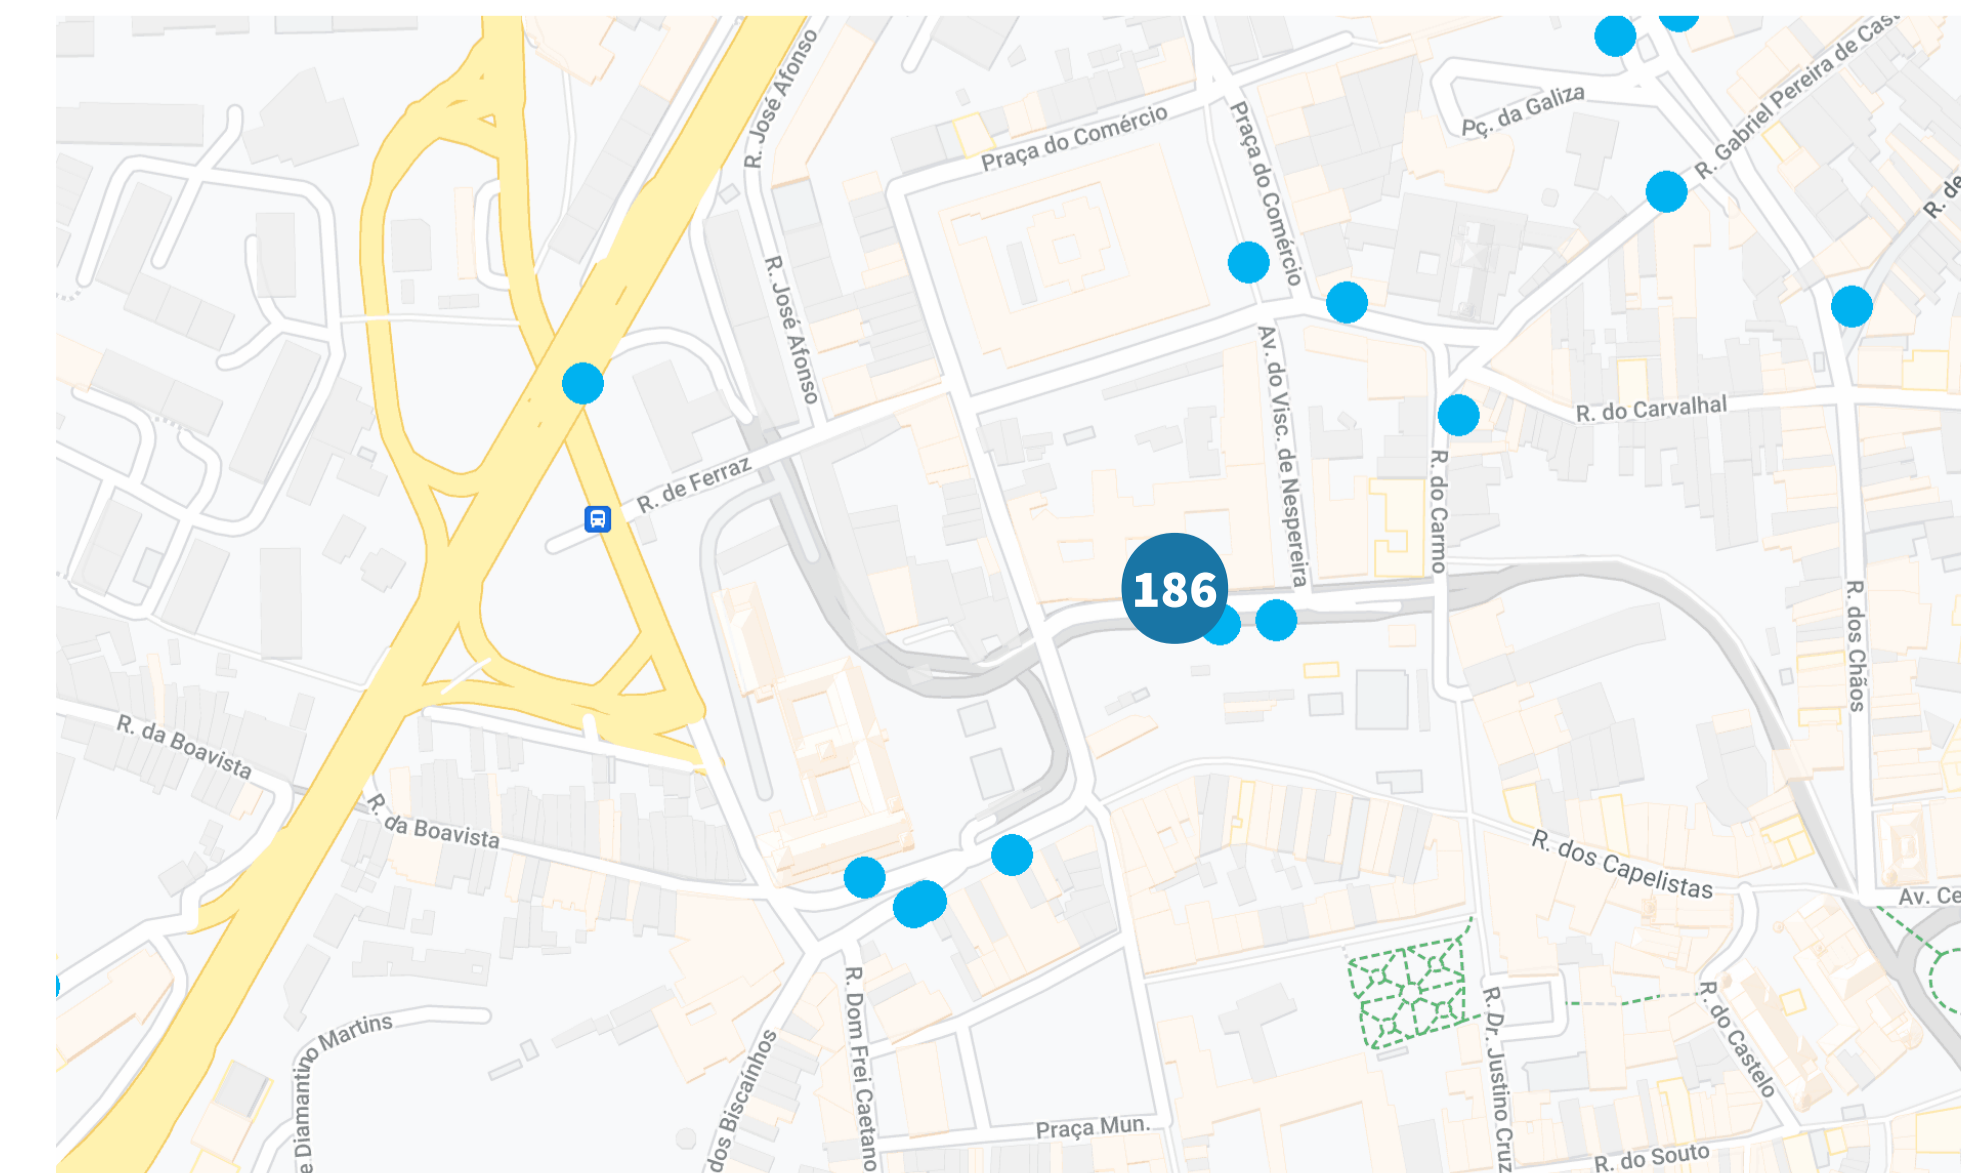 R. José Afonso
Praça do Comércio
Praça do Comércio
Pç. da Galiza
R. Gabriel Pereira de Cas
R. de
R. José Afonso
Av. do Visc. de Nespereira
R. do Carvalhal
R. de Ferraz
R. do Carmo
186
R. dos Chãos
R. da Boavista
R. da Boavista
R. dos Capelistas
Av. Ce
R. Dom Frei Caetano
R. Dr. Justino Cruz
R. do Castelo
e Diamantino Martins
dos Biscaínhos
Praça Mun.
R. do Souto